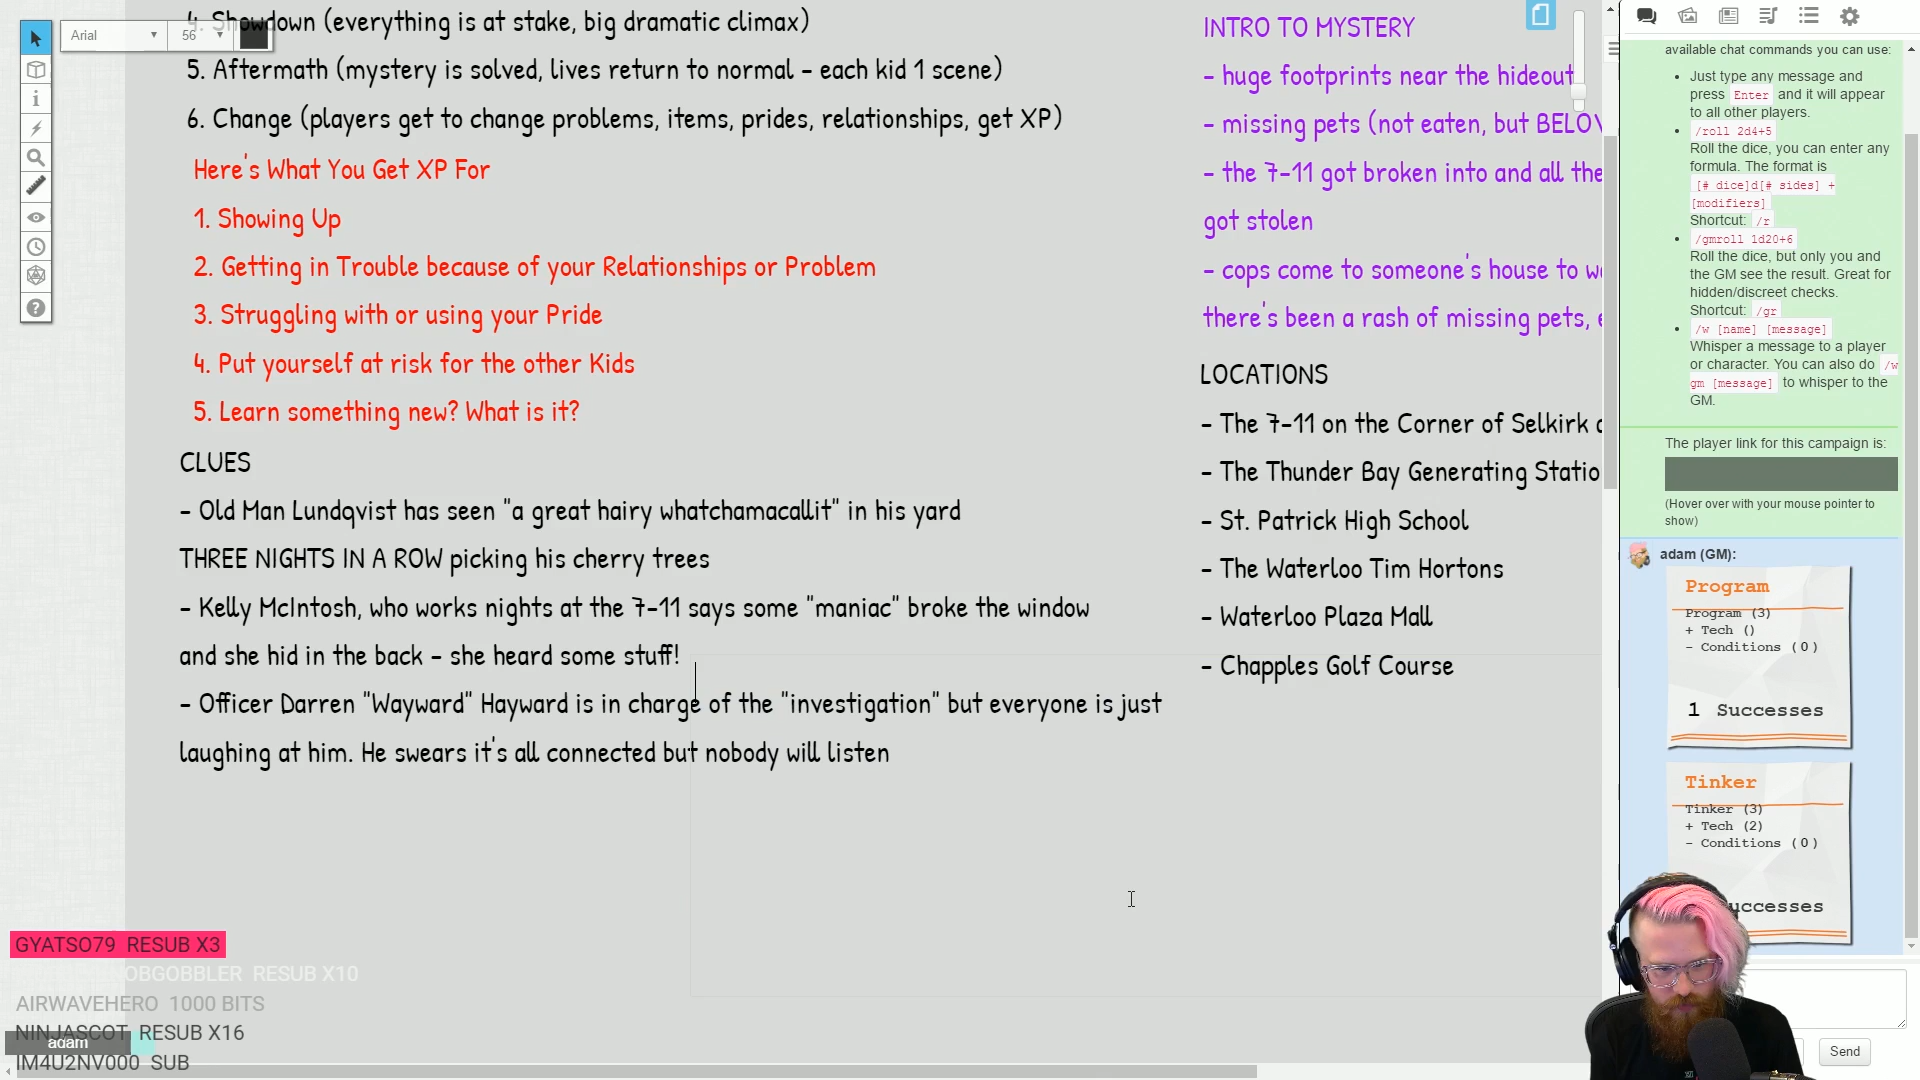 Arial
56
4. Showdown (everything is at stake, big dramatic climax)
5. Aftermath (mystery is solved, lives return to normal - each kid 1 scene)
6. Change (players get to change problems, items, prides, relationships, get XP)
Here's What You Get XP For
1. Showing Up
2. Getting in Trouble because of your Relationships or Problem
3. Struggling with or using your Pride
4. Put yourself at risk for the other Kids
5. Learn something new? What is it?
CLUES
- Old Man Lundqvist has seen "a great hairy whatchamacallit" in his yard
THREE NIGHTS IN A ROW picking his cherry trees
- Kelly McIntosh, who works nights at the 7-11 says some "maniac" broke the window
and she hid in the back - she heard some stuff!
- Officer Darren "Wayward" Hayward is in charge of the "investigation" but everyone is just
laughing at him. He swears it's all connected but nobody will listen
INTRO TO MYSTERY
- huge footprints near the hideout
- missing pets (not eaten, but
- the 7-11 got broken into and all the
got stolen
- cops come to someone's house to
there's been a rash of missing pets,
LOCATIONS
- The 7-11 on the Corner of Selkirk
- The Thunder Bay Generating
- St. Patrick High School
- The Waterloo Tim Hortons
- Waterloo Plaza Mall
- Chapples Golf Course
available chat commands you can use:
Just type any message and
press Enter and it will appear
to all other players.
/roll 2d4+5
Roll the dice, you can enter any
formula. The format is
[# dice]d[# sides] +
[modifiers]
Shortcut: /r
/gmroll 1d20+6
Roll the dice, but only you and
the GM see the result. Great for
hidden/discreet checks.
Shortcut: /gr
/w [name] [message]
Whisper a message to a player
or character. You can also do /w
gm [message] to whisper to the
GM.
The player link for this campaign is:
(Hover over with your mouse pointer to
show)
adam (GM):
Program
Program (3)
+ Tech ()
- Conditions (0)
1 Successes
Tinker
Tinker (3)
+ Tech (2)
- Conditions (0)
Send
GYATSO79 RESUB X3
RESUB X10
AIRWAVEHERO 1000 BITS
NINJASCOT RESUB X16
adam
IM4U2NV000 SUB